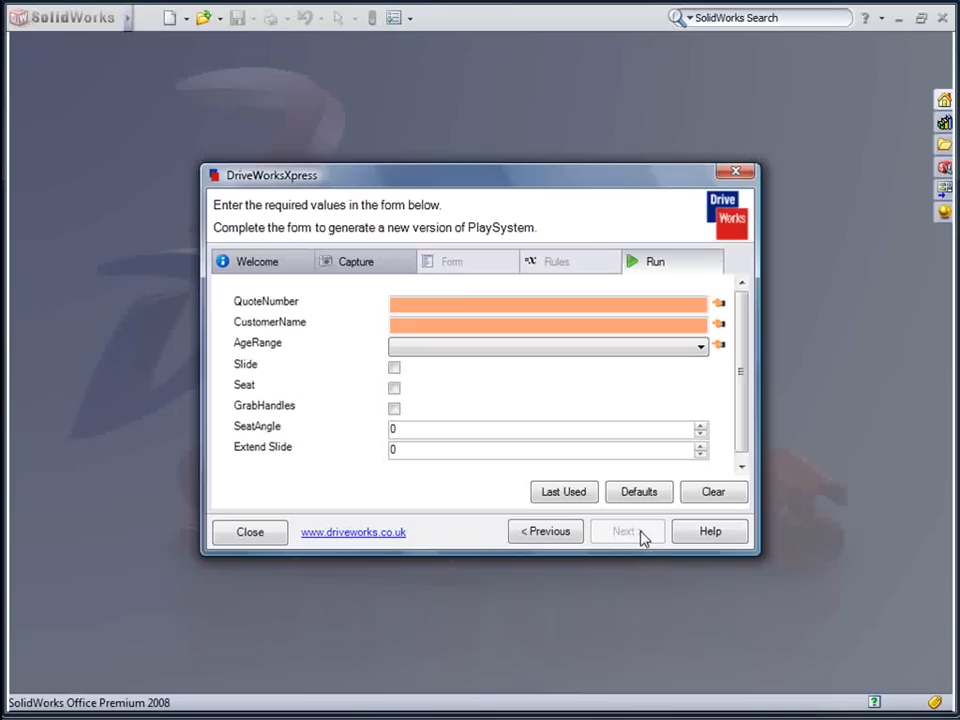 SolidWorks
SolidWorks Search
DriveWorksXpress
Enter the required values in the form below.
Complete the form to generate a new version of PlaySystem.
Drive
Works
Welcome
Capture
Form
Rules
Run
QuoteNumber
CustomerName
AgeRange
Slide
Seat
GrabHandles
SeatAngle
0
Extend Slide
0
Last Used
Defaults
Clear
Close
www.driveworks.co.uk
< Previous
Next
Help
SolidWorks Office Premium 2008